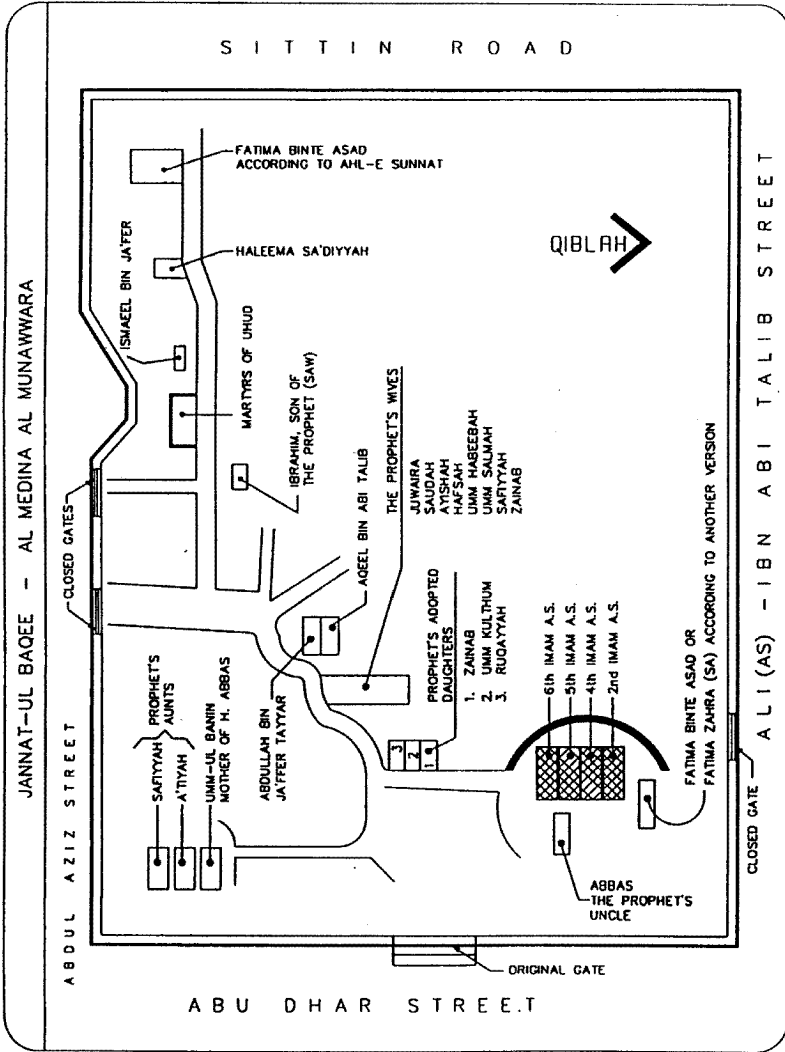 JANNAT-UL BAQEE - AL MEDINA AL MUNAWWARA
SITTIN ROAD
ABDUL AZIZ STREET
ALI(AS) -IBN ABI TALIB STREET
ABU DHAR STREE.T
FATIMA BINTE ASAD
ACCORDING TO AHL-E SUNNAT
HALEEMA SA'DIYYAH
ISMAEEL BIN JA'FER
QIBLAH
MARTYRS OF UHUD
IBRAHIM, SON OF
THE PROPHET (SAW)
CLOSED GATES
AQEEL BIN ABI TALIB
THE PROPHET'S WIVES
JUWAIRA
SAUDAH
AYISHAH
HAFSAH
UMM HABEEBAH
UMM SALMAH
SAFIYYAH
ZAINAB
ABDULLAH BIN
JA'FFER TAYYAR
PROPHET'S ADOPTED
DAUGHTERS
1. ZAINAB
2. UMM KULTHUM
3. RUQAYYAH
3
2
1
SAFIYYAH
A'TIYAH
PROPHET'S
AUNTS
UMM-UL BANIN
MOTHER OF H. ABBAS
6th IMAM A.S.
5th IMAM A.S.
4th IMAM A.S.
2nd IMAM A.S.
FATIMA BINTE ASAD OR
FATIMA ZAHRA (SA) ACCORDING TO ANOTHER VERSION
CLOSED GATE
ABBAS
THE PROPHET'S
UNCLE
ORIGINAL GATE